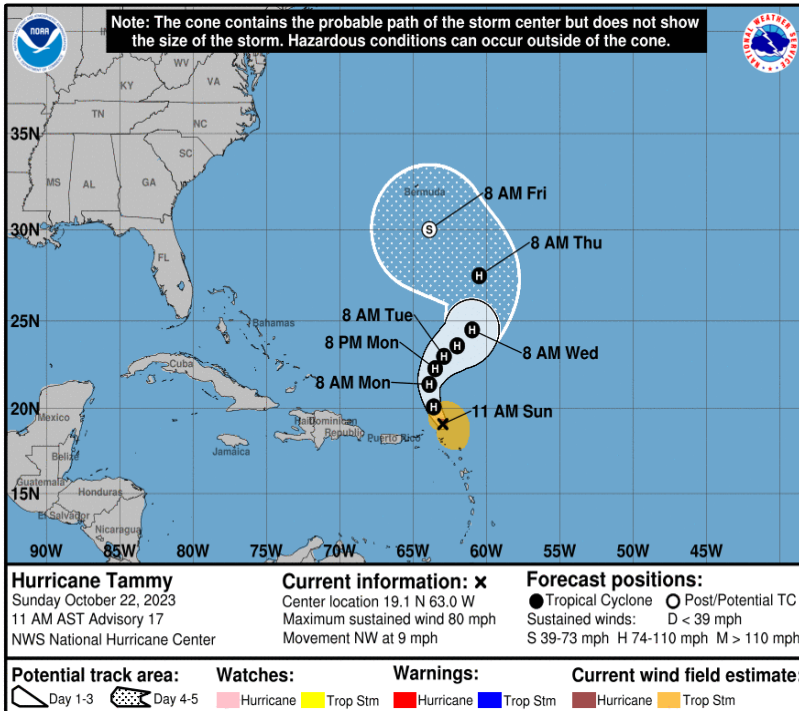 Note: The cone contains the probable path of the storm center but does not show
the size of the storm. Hazardous conditions can occur outside of the cone.
NOAA
NATIONAL WEATHER SERVICE
WV
KY
VA
TN
NC
SC
MS
AL
GA
FL
35N
30N
25N
20N
15N
Bermuda
8 AM Fri
S
8 AM Thu
H
8 AM Tue
H
8 AM Wed
H
H
8 PM Mon
H
8 AM Mon
H
H
11 AM Sun
Bahamas
Cuba
Mexico
Haiti
Dominican
Republic
Puerto Rico
Jamaica
Belize
Guatemala
Honduras
El Salvador
Nicaragua
90W 85W 80W 75W 70W 65W 60W 55W 50W 45W
Hurricane Tammy
Sunday October 22, 2023
11 AM AST Advisory 17
NWS National Hurricane Center
Current information:
Center location 19.1 N 63.0 W
Maximum sustained wind 80 mph
Movement NW at 9 mph
Forecast positions:
Tropical Cyclone Post/Potential TC
Sustained winds: D < 39 mph
S 39-73 mph H 74-110 mph M > 110 mph
Potential track area:
Day 1-3 Day 4-5
Watches:
Hurricane Trop Stm
Warnings:
Hurricane Trop Stm
Current wind field estimate:
Hurricane Trop Stm